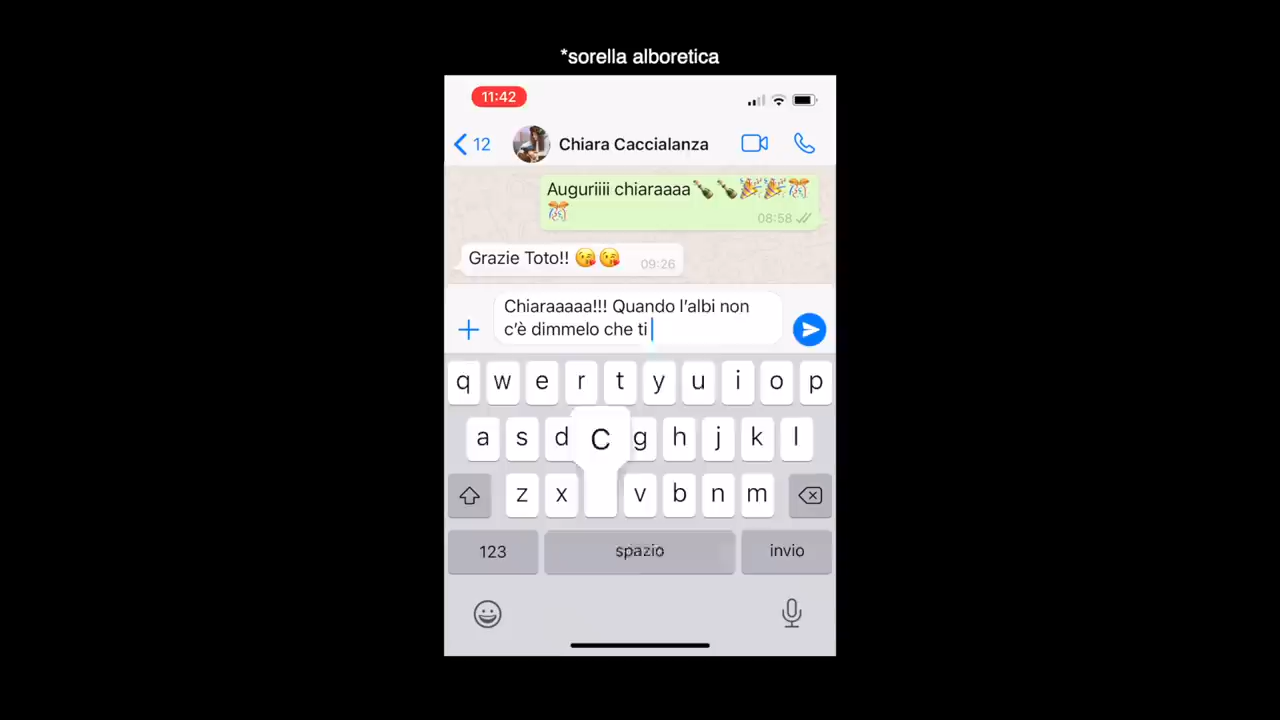 *sorella alboretica
11:42
12
Chiara Caccialanza
Auguriiii chiaraaaa🍾🍾🎉🎉🎊
🎊
08:58
Grazie Toto!! 😘😘
09:26
Chiaraaaaa!!! Quando l’albi non
c’è dimmelo che ti
q w e r t y u i o p
a s d C g h j k l
z x v b n m
123 spazio invio